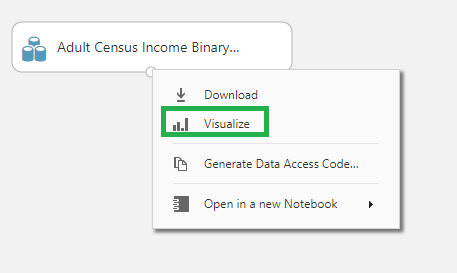 Adult Census Income Binary...
Download
Visualize
Generate Data Access Code...
Open in a new Notebook